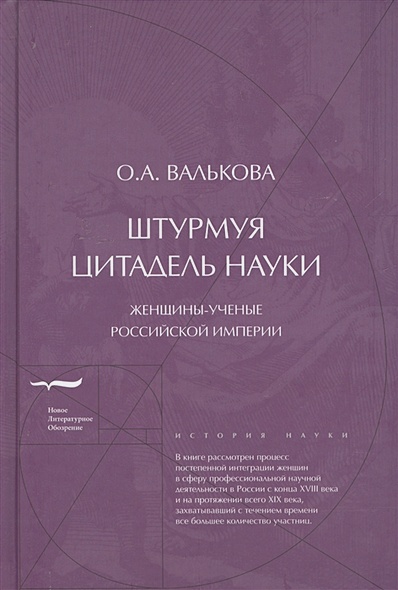 О.А. ВАЛЬКОВА
ШТУРМУЯ
ЦИТАДЕЛЬ НАУКИ
ЖЕНЩИНЫ-УЧЕНЫЕ
РОССИЙСКОЙ ИМПЕРИИ
Новое
Литературное
Обозрение
ИСТОРИЯ НАУКИ
В книге рассмотрен процесс
постепенной интеграции женщин
в сферу профессиональной научной
деятельности в России с конца XVIII века
и на протяжении всего XIX века,
захватывавший с течением времени
все большее количество участниц.